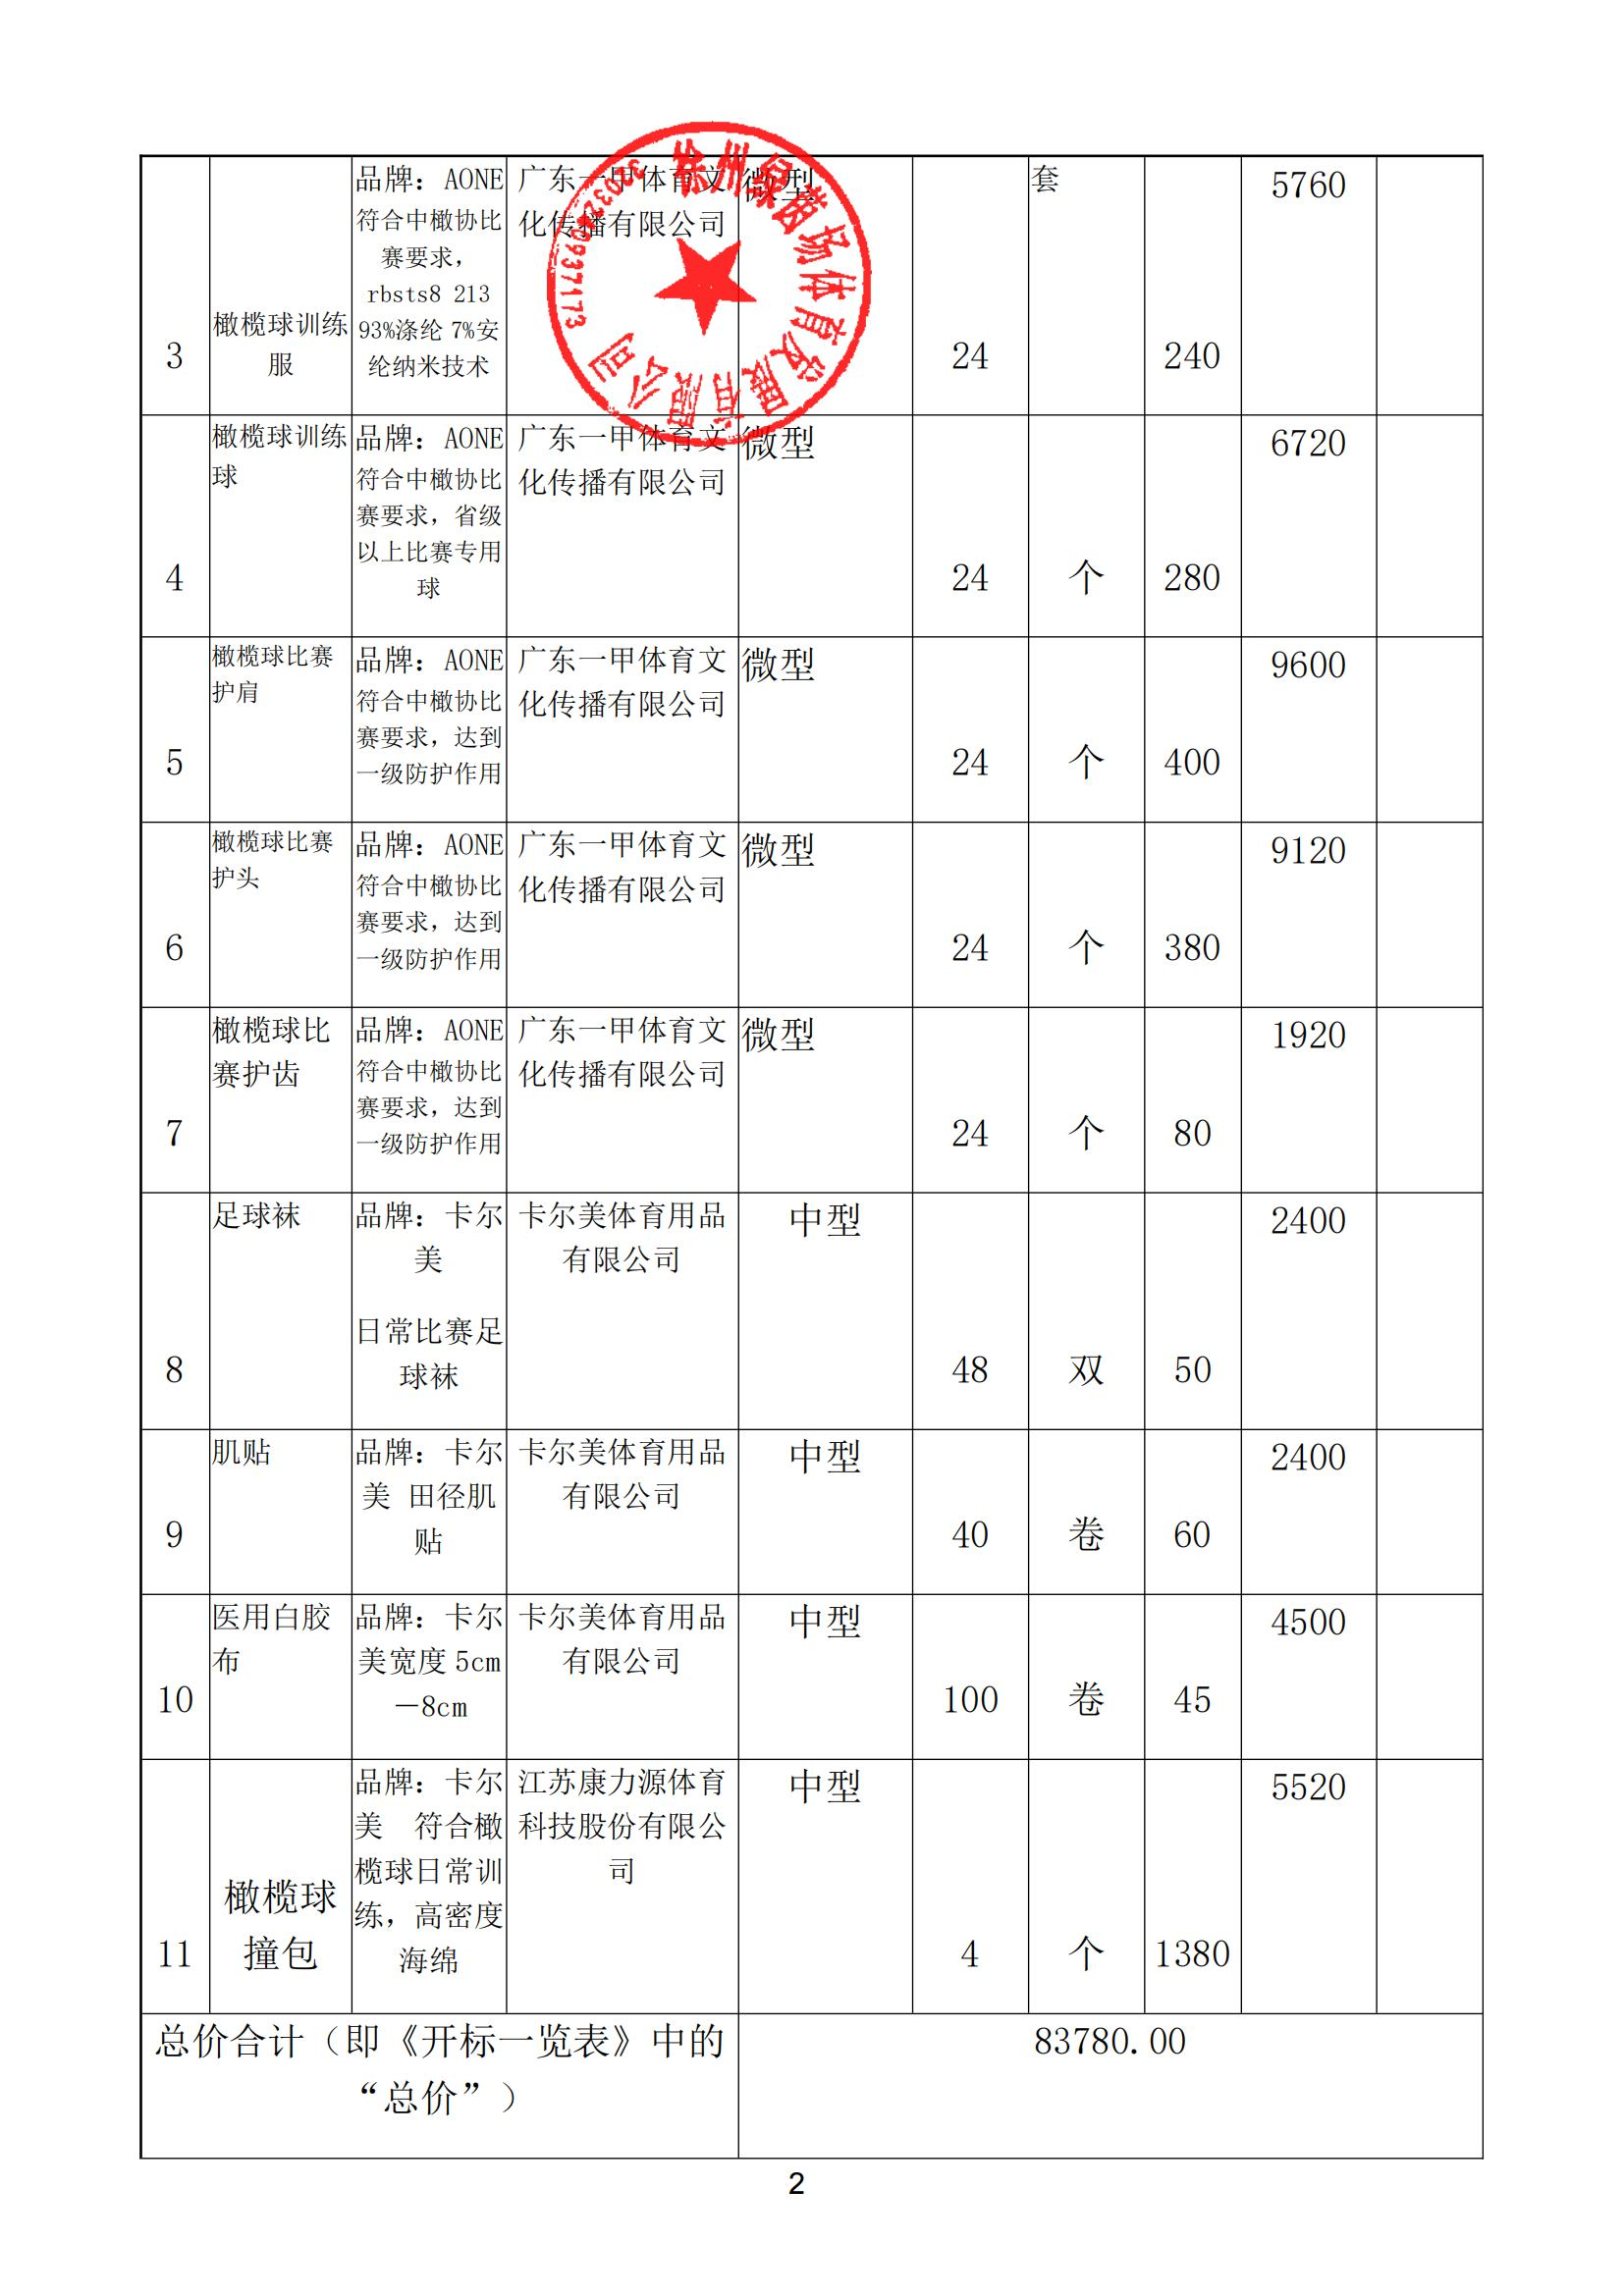 3
橄榄球训练
服
品牌：AONE
符合中橄协比
赛要求，
rbsts8 213
93%涤纶 7%安
纶纳米技术
广东一甲体育文
化传播有限公司
微型
24
套
240
5760
4
橄榄球训练
球
品牌：AONE
符合中橄协比
赛要求，省级
以上比赛专用
球
广东一甲体育文
化传播有限公司
微型
24
个
280
6720
5
橄榄球比赛
护肩
品牌：AONE
符合中橄协比
赛要求，达到
一级防护作用
广东一甲体育文
化传播有限公司
微型
24
个
400
9600
6
橄榄球比赛
护头
品牌：AONE
符合中橄协比
赛要求，达到
一级防护作用
广东一甲体育文
化传播有限公司
微型
24
个
380
9120
7
橄榄球比
赛护齿
品牌：AONE
符合中橄协比
赛要求，达到
一级防护作用
广东一甲体育文
化传播有限公司
微型
24
个
80
1920
8
足球袜
品牌：卡尔
美
日常比赛足
球袜
卡尔美体育用品
有限公司
中型
48
双
50
2400
9
肌贴
品牌：卡尔
美 田径肌
贴
卡尔美体育用品
有限公司
中型
40
卷
60
2400
10
医用白胶
布
品牌：卡尔
美宽度 5cm
—8cm
卡尔美体育用品
有限公司
中型
100
卷
45
4500
11
橄榄球
撞包
品牌：卡尔
美 符合橄
榄球日常训
练，高密度
海绵
江苏康力源体育
科技股份有限公
司
中型
4
个
1380
5520
总价合计（即《开标一览表》中的
“总价”）
83780.00
2